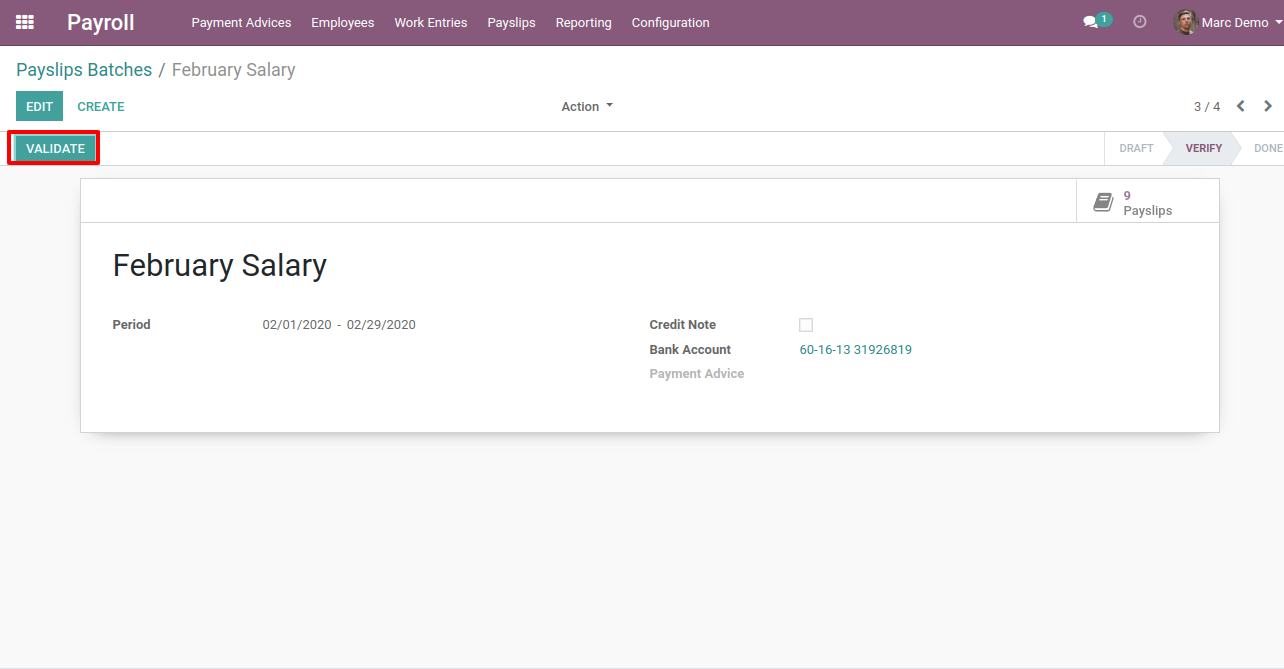 Payroll Payment Advices Employees Work Entries Payslips Reporting Configuration 1 Marc Demo
Payslips Batches / February Salary
EDIT CREATE Action 3 / 4
VALIDATE DRAFT VERIFY DONE
9
Payslips
February Salary
Period 02/01/2020 - 02/29/2020 Credit Note
Bank Account 60-16-13 31926819
Payment Advice